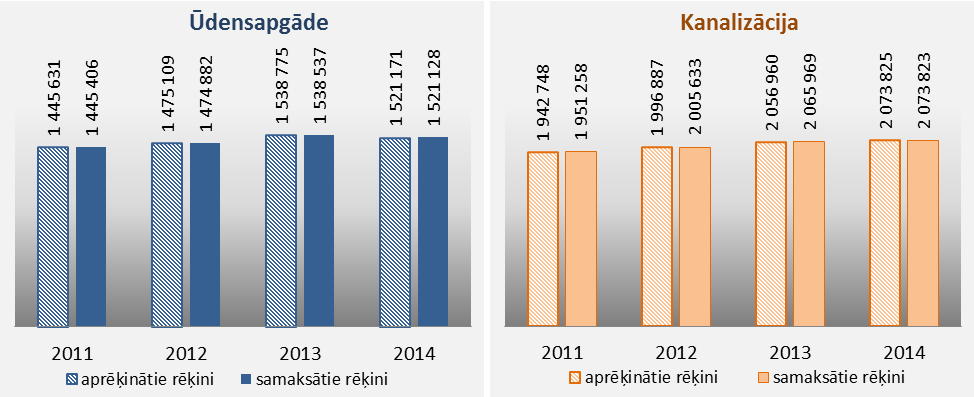 Ūdensapgāde
1 445 631
1 445 406
1 475 109
1 474 882
1 538 775
1 538 537
1 521 171
1 521 128
2011 2012 2013 2014
aprēķinātie rēķini samaksātie rēķini
Kanalizācija
1 942 748
1 951 258
1 996 887
2 005 633
2 056 960
2 065 969
2 073 825
2 073 823
2011 2012 2013 2014
aprēķinātie rēķini samaksātie rēķini